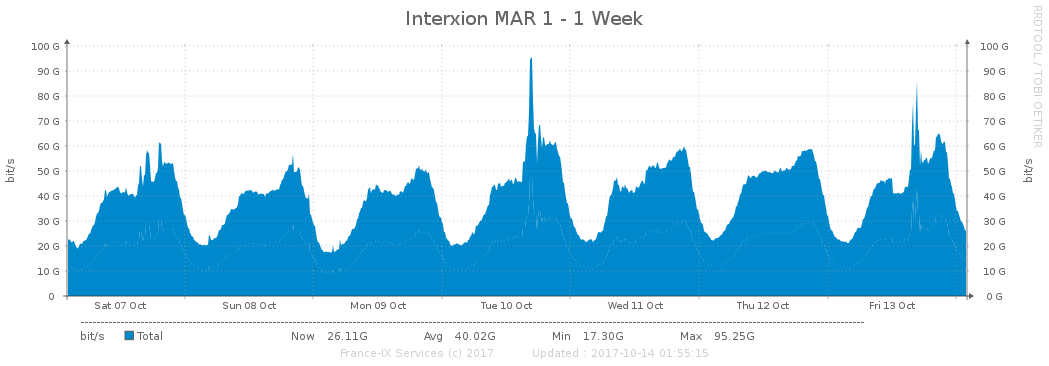 Interxion MAR 1 - 1 Week
RRDTOOL / TOBI OETIKER
bit/s
100 G
90 G
80 G
70 G
60 G
50 G
40 G
30 G
20 G
10 G
0
100 G
90 G
80 G
70 G
60 G
50 G
40 G
30 G
20 G
10 G
0 G
bit/s
Sat 07 Oct Sun 08 Oct Mon 09 Oct Tue 10 Oct Wed 11 Oct Thu 12 Oct Fri 13 Oct
bit/s Total Now 26.11G Avg 40.02G Min 17.30G Max 95.25G
France-IX Services (c) 2017 Updated : 2017-10-14 01:55:15